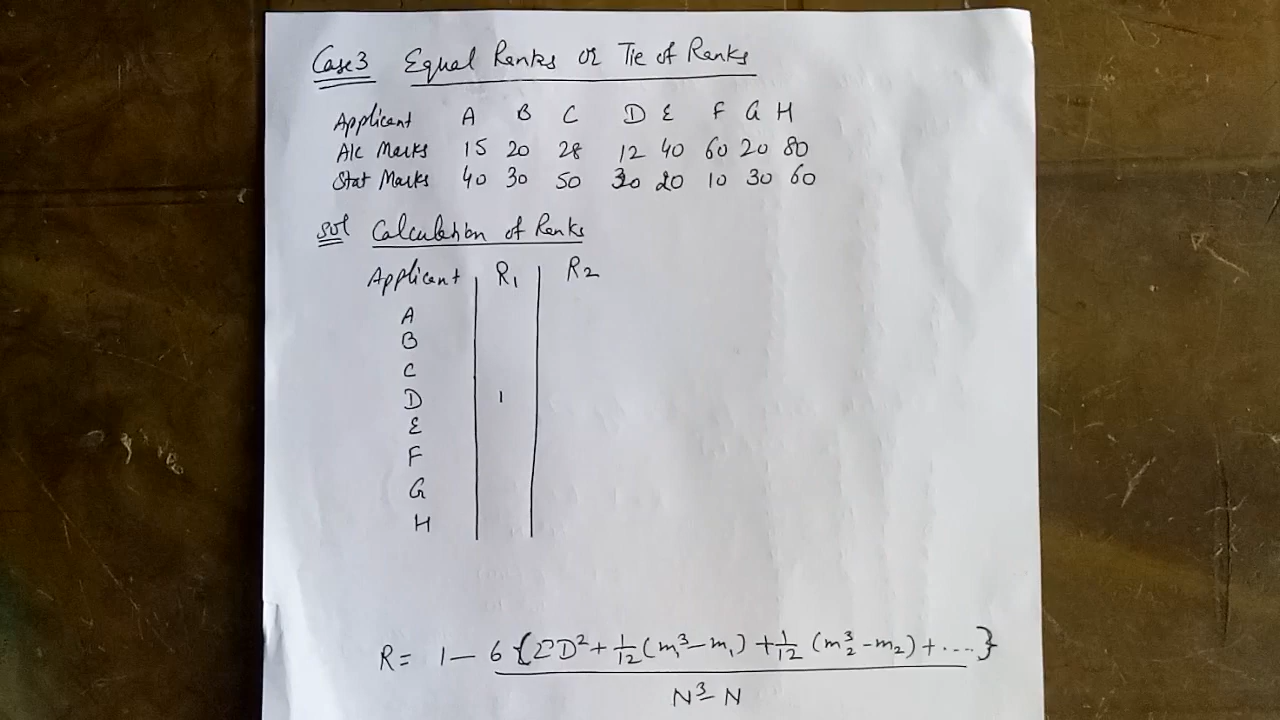 Case 3 Equal Ranks or Tie of Ranks
Applicant A B C D E F G H
A/c Marks 15 20 28 12 40 60 20 80
Stat Marks 40 30 50 30 20 10 30 60
Sol Calculation of Ranks
Applicant R₁ R₂
A
B
C
D 1
E
F
G
H
R = 1 - 6 {ΣD² + 1/12 (m₁³ - m₁) + 1/12 (m₂³ - m₂) + ....}
N³ - N